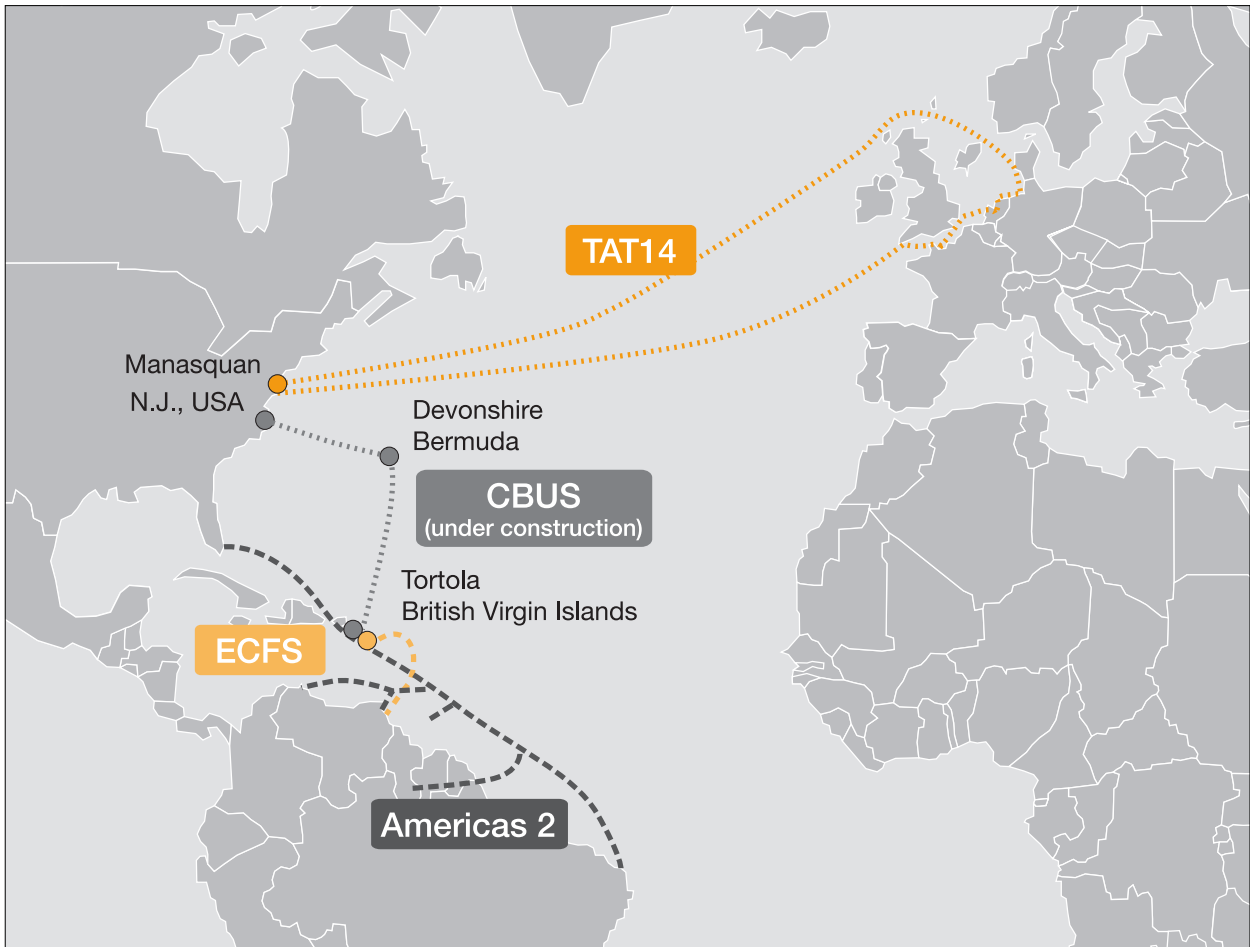 TAT14
Manasquan
N.J., USA
Devonshire
Bermuda
CBUS
(under construction)
Tortola
British Virgin Islands
ECFS
Americas 2